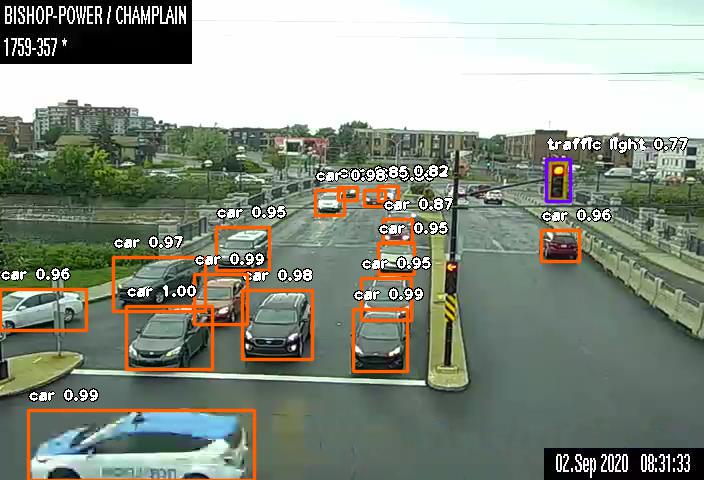 BISHOP-POWER / CHAMPLAIN
1759-357 *
traffic light 0.77
car 0.98
0.82
car 0.87
car 0.96
car 0.95
car 0.95
car 0.97
car 0.99
car 0.95
car 0.96
car 1.00
car 0.98
car 0.99
car 0.99
02.Sep 2020 08:31:33